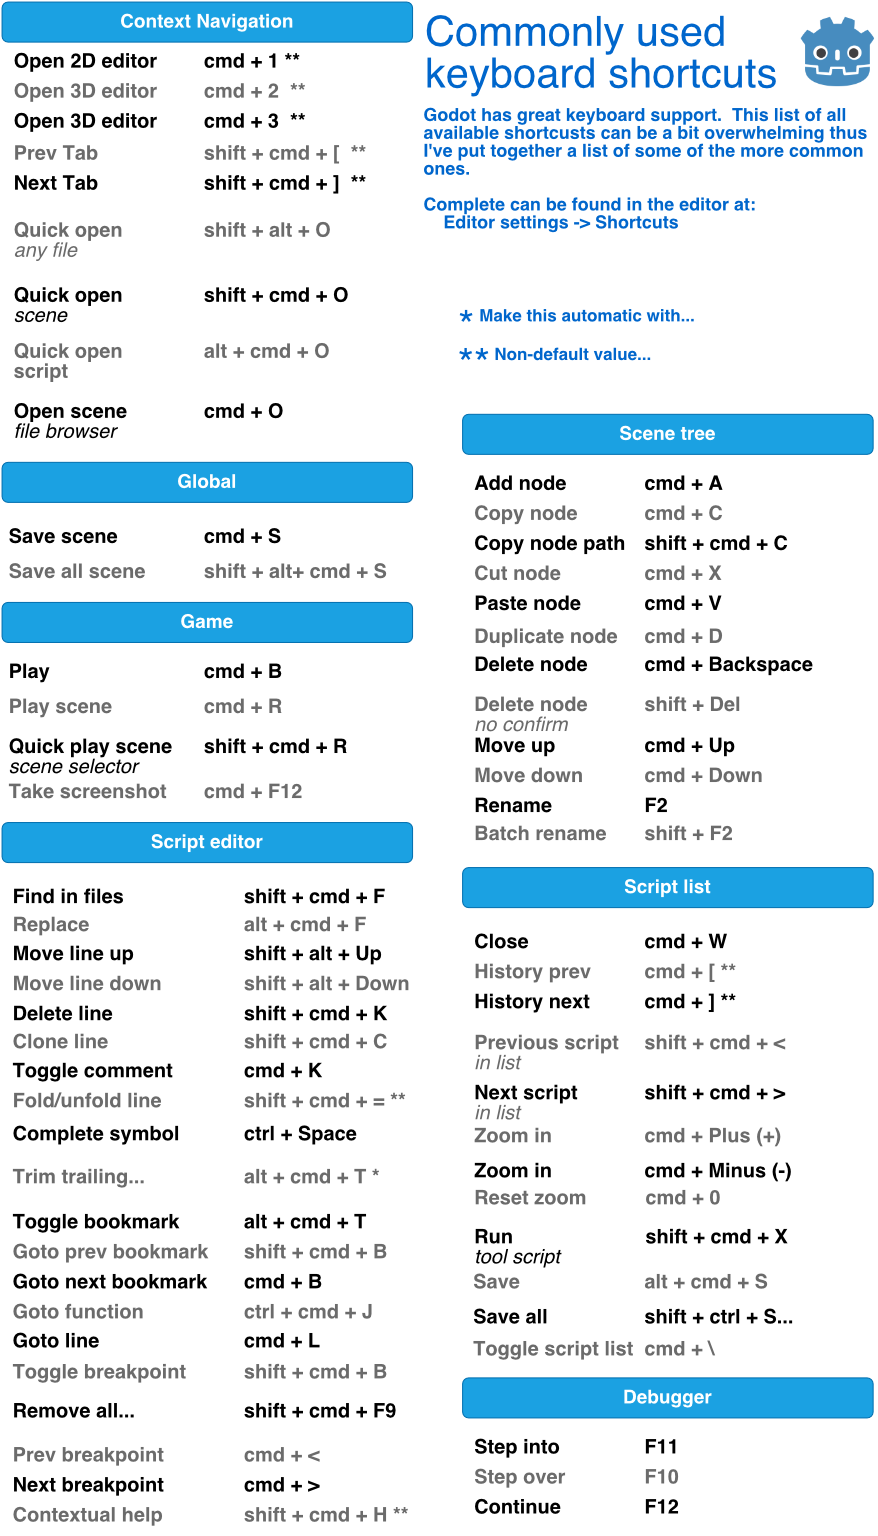 Context Navigation
Open 2D editor cmd + 1 **
Open 3D editor cmd + 2 **
Open 3D editor cmd + 3 **
Prev Tab shift + cmd + [ **
Next Tab shift + cmd + ] **
Quick open shift + alt + O
any file
Quick open shift + cmd + O
scene
Quick open alt + cmd + O
script
Open scene cmd + O
file browser
Global
Save scene cmd + S
Save all scene shift + alt+ cmd + S
Game
Play cmd + B
Play scene cmd + R
Quick play scene shift + cmd + R
scene selector
Take screenshot cmd + F12
Script editor
Find in files shift + cmd + F
Replace alt + cmd + F
Move line up shift + alt + Up
Move line down shift + alt + Down
Delete line shift + cmd + K
Clone line shift + cmd + C
Toggle comment cmd + K
Fold/unfold line shift + cmd + = **
Complete symbol ctrl + Space
Trim trailing... alt + cmd + T *
Toggle bookmark alt + cmd + T
Goto prev bookmark shift + cmd + B
Goto next bookmark cmd + B
Goto function ctrl + cmd + J
Goto line cmd + L
Toggle breakpoint shift + cmd + B
Remove all... shift + cmd + F9
Prev breakpoint cmd + <
Next breakpoint cmd + >
Contextual help shift + cmd + H **
Commonly used
keyboard shortcuts
Godot has great keyboard support. This list of all
available shortcusts can be a bit overwhelming thus
I've put together a list of some of the more common
ones.
Complete can be found in the editor at:
Editor settings -> Shortcuts
* Make this automatic with...
** Non-default value...
Scene tree
Add node cmd + A
Copy node cmd + C
Copy node path shift + cmd + C
Cut node cmd + X
Paste node cmd + V
Duplicate node cmd + D
Delete node cmd + Backspace
Delete node shift + Del
no confirm
Move up cmd + Up
Move down cmd + Down
Rename F2
Batch rename shift + F2
Script list
Close cmd + W
History prev cmd + [ **
History next cmd + ] **
Previous script shift + cmd + <
in list
Next script shift + cmd + >
in list
Zoom in cmd + Plus (+)
Zoom in cmd + Minus (-)
Reset zoom cmd + 0
Run shift + cmd + X
tool script
Save alt + cmd + S
Save all shift + ctrl + S...
Toggle script list cmd + \
Debugger
Step into F11
Step over F10
Continue F12